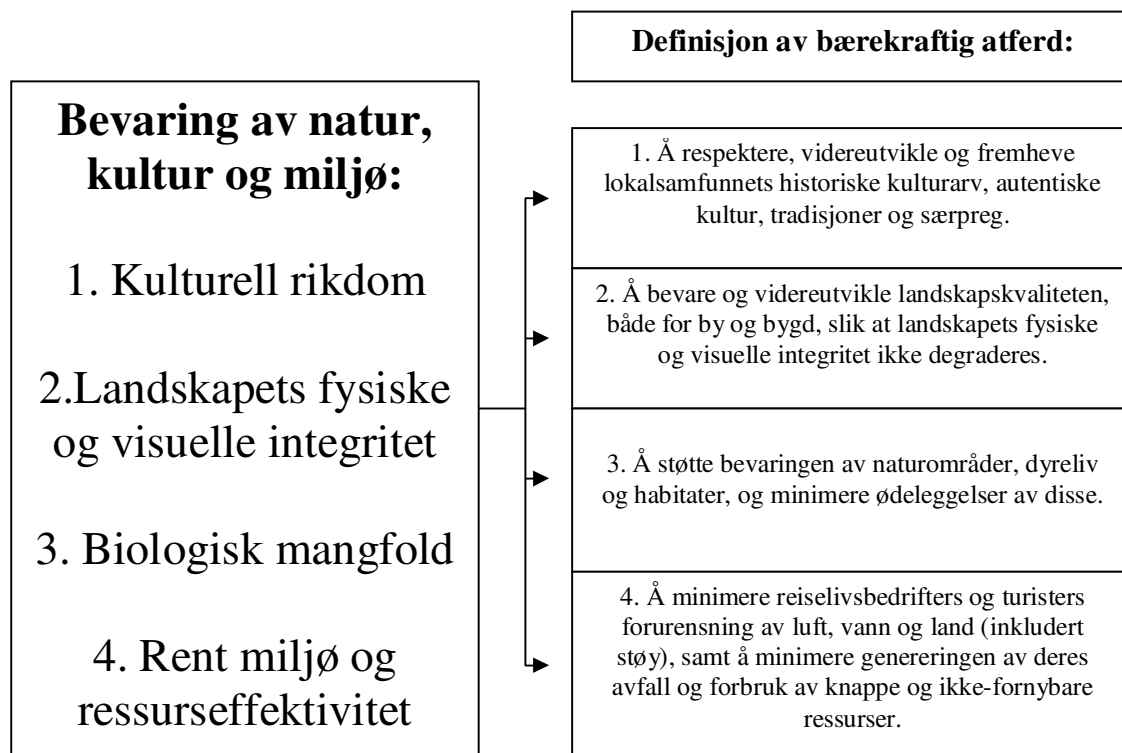 Bevaring av natur,
kultur og miljø:
1. Kulturell rikdom
2.Landskapets fysiske
og visuelle integritet
3. Biologisk mangfold
4. Rent miljø og
ressurseffektivitet
Definisjon av bærekraftig atferd:
1. Å respektere, videreutvikle og fremheve
lokalsamfunnets historiske kulturarv, autentiske
kultur, tradisjoner og særpreg.
2. Å bevare og videreutvikle landskapskvaliteten,
både for by og bygd, slik at landskapets fysiske
og visuelle integritet ikke degraderes.
3. Å støtte bevaringen av naturområder, dyreliv
og habitater, og minimere ødeleggelser av disse.
4. Å minimere reiselivsbedrifters og turisters
forurensning av luft, vann og land (inkludert
støy), samt å minimere genereringen av deres
avfall og forbruk av knappe og ikke-fornybare
ressurser.